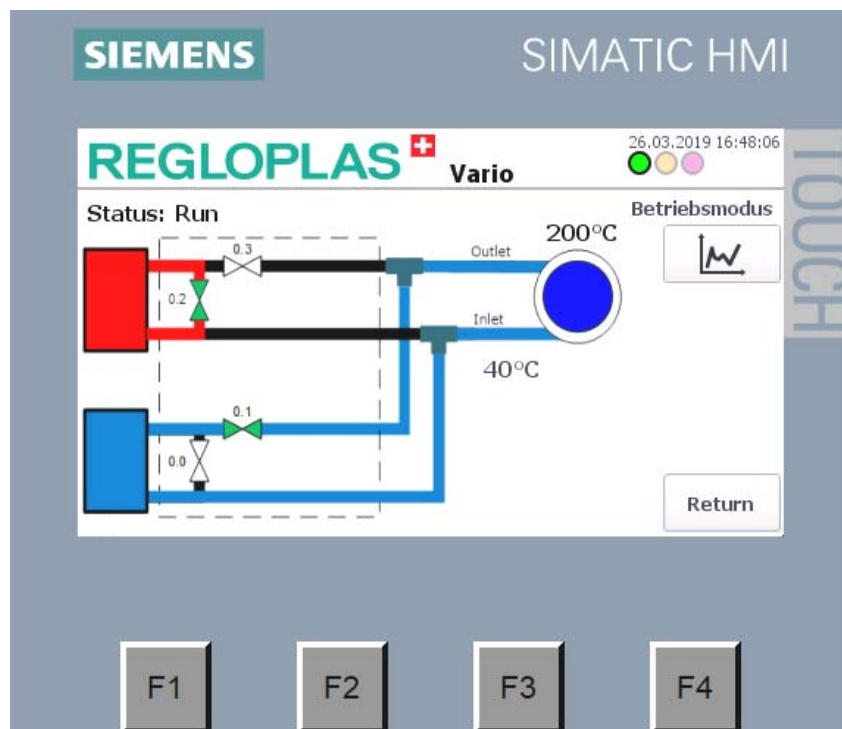 SIEMENS
SIMATIC HMI
TOUCH
REGLOPLAS
Vario
26.03.2019 16:48:06
Status: Run
Betriebsmodus
200°C
0.3
Outlet
0.2
Inlet
40°C
0.1
0.0
Return
F1
F2
F3
F4